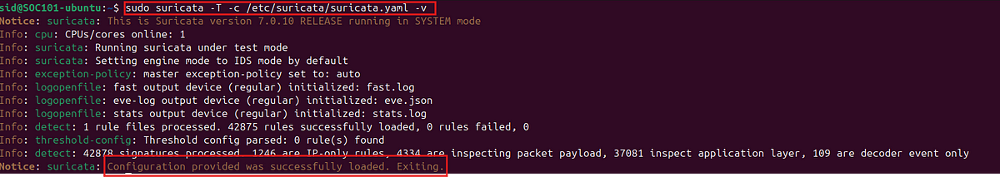 sid@SOC101-ubuntu:~$ sudo suricata -T -c /etc/suricata/suricata.yaml -v
Notice: suricata: This is Suricata version 7.0.10 RELEASE running in SYSTEM mode
Info: cpu: CPUs/cores online: 1
Info: suricata: Running suricata under test mode
Info: suricata: Setting engine mode to IDS mode by default
Info: exception-policy: master exception-policy set to: auto
Info: logopenfile: fast output device (regular) initialized: fast.log
Info: logopenfile: eve-log output device (regular) initialized: eve.json
Info: logopenfile: stats output device (regular) initialized: stats.log
Info: detect: 1 rule files processed. 42875 rules successfully loaded, 0 rules failed, 0
Info: threshold-config: Threshold config parsed: 0 rule(s) found
Info: detect: 42878 signatures processed. 1246 are IP-only rules, 4334 are inspecting packet payload, 37081 inspect application layer, 109 are decoder event only
Notice: suricata: Configuration provided was successfully loaded. Exiting.